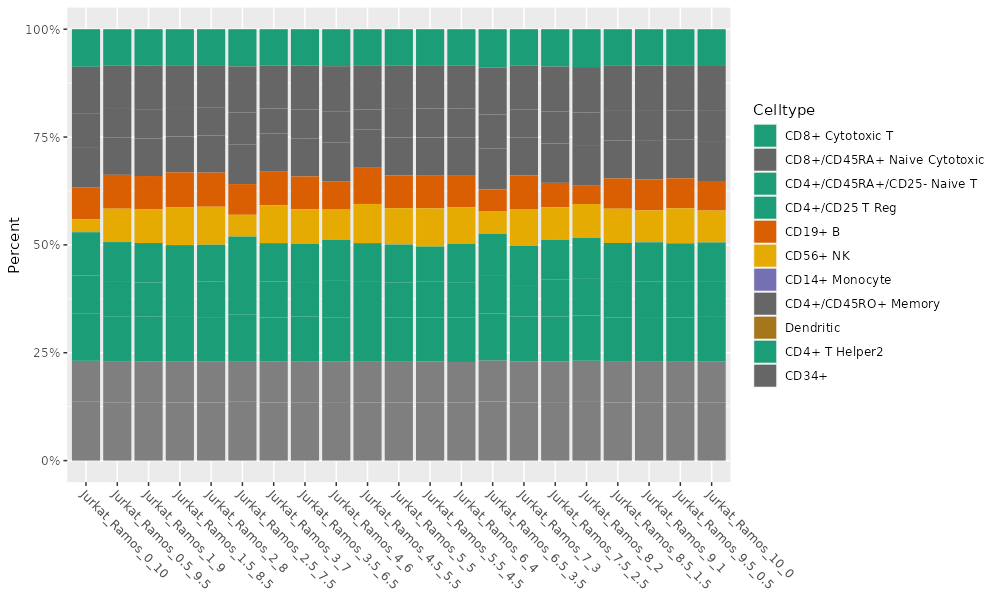 100%
75%
50%
25%
0%
Percent
Jurkat_Ramos_0_10
Jurkat_Ramos_0.5_9.5
Jurkat_Ramos_1_9
Jurkat_Ramos_1.5_8.5
Jurkat_Ramos_2_8
Jurkat_Ramos_2.5_7.5
Jurkat_Ramos_3_7
Jurkat_Ramos_3.5_6.5
Jurkat_Ramos_4_6
Jurkat_Ramos_4.5_5.5
Jurkat_Ramos_5_5
Jurkat_Ramos_5.5_4.5
Jurkat_Ramos_6_4
Jurkat_Ramos_6.5_3.5
Jurkat_Ramos_7_3
Jurkat_Ramos_7.5_2.5
Jurkat_Ramos_8_2
Jurkat_Ramos_8.5_1.5
Jurkat_Ramos_9_1
Jurkat_Ramos_9.5_0.5
Jurkat_Ramos_10_0
Celltype
CD8+ Cytotoxic T
CD8+/CD45RA+ Naive Cytotoxic
CD4+/CD45RA+/CD25- Naive T
CD4+/CD25 T Reg
CD19+ B
CD56+ NK
CD14+ Monocyte
CD4+/CD45RO+ Memory
Dendritic
CD4+ T Helper2
CD34+